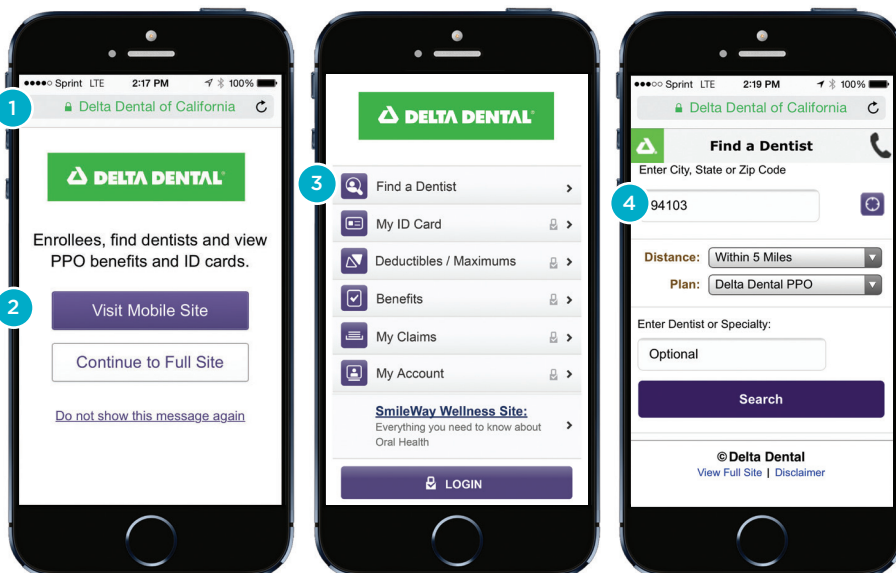 ●●●●○ Sprint LTE 2:17 PM 100%
1
Delta Dental of California
DELTA DENTAL®
Enrollees, find dentists and view
PPO benefits and ID cards.
2
Visit Mobile Site
Continue to Full Site
Do not show this message again
DELTA DENTAL®
3
Find a Dentist
My ID Card
Deductibles / Maximums
Benefits
My Claims
My Account
SmileWay Wellness Site:
Everything you need to know about
Oral Health
LOGIN
●●●○○ Sprint LTE 2:19 PM 100%
Delta Dental of California
Find a Dentist
Enter City, State or Zip Code
4
94103
Distance: Within 5 Miles
Plan: Delta Dental PPO
Enter Dentist or Specialty:
Optional
Search
© Delta Dental
View Full Site | Disclaimer